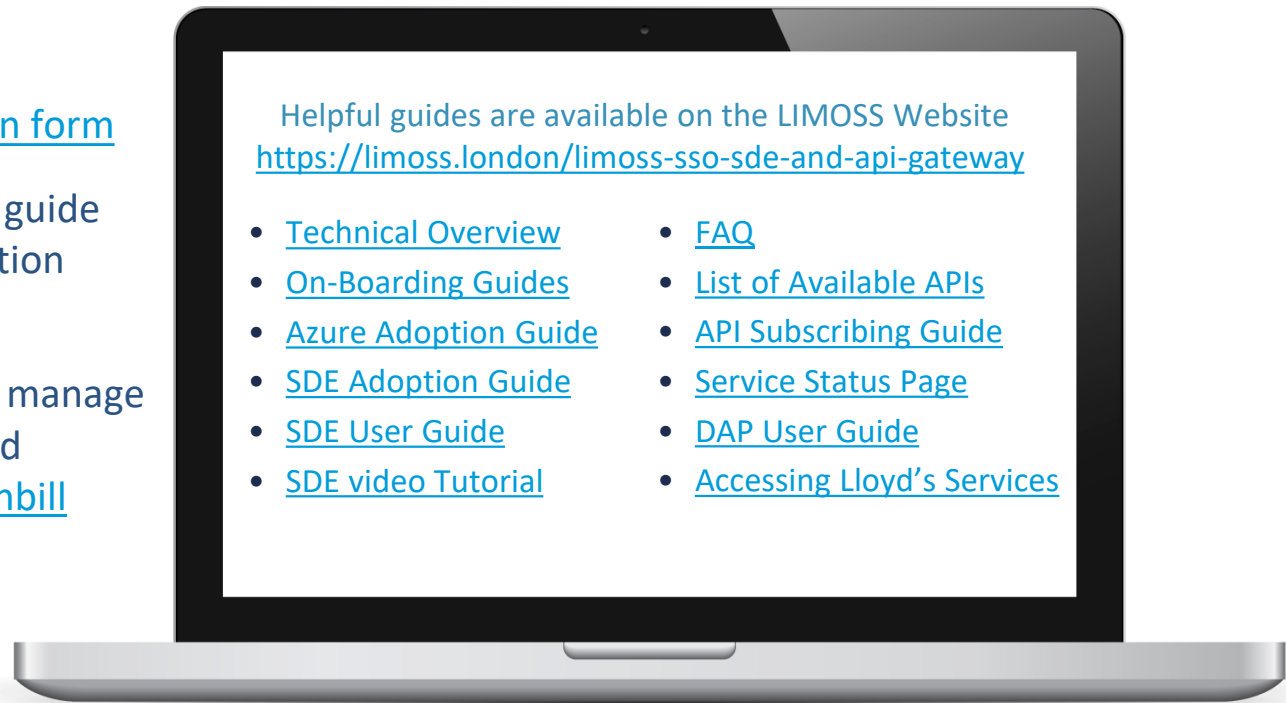 n form
guide
tion
manage
d
nbill
Helpful guides are available on the LIMOSS Website
https://limoss.london/limoss-sso-sde-and-api-gateway
• Technical Overview
• On-Boarding Guides
• Azure Adoption Guide
• SDE Adoption Guide
• SDE User Guide
• SDE video Tutorial
• FAQ
• List of Available APIs
• API Subscribing Guide
• Service Status Page
• DAP User Guide
• Accessing Lloyd’s Services